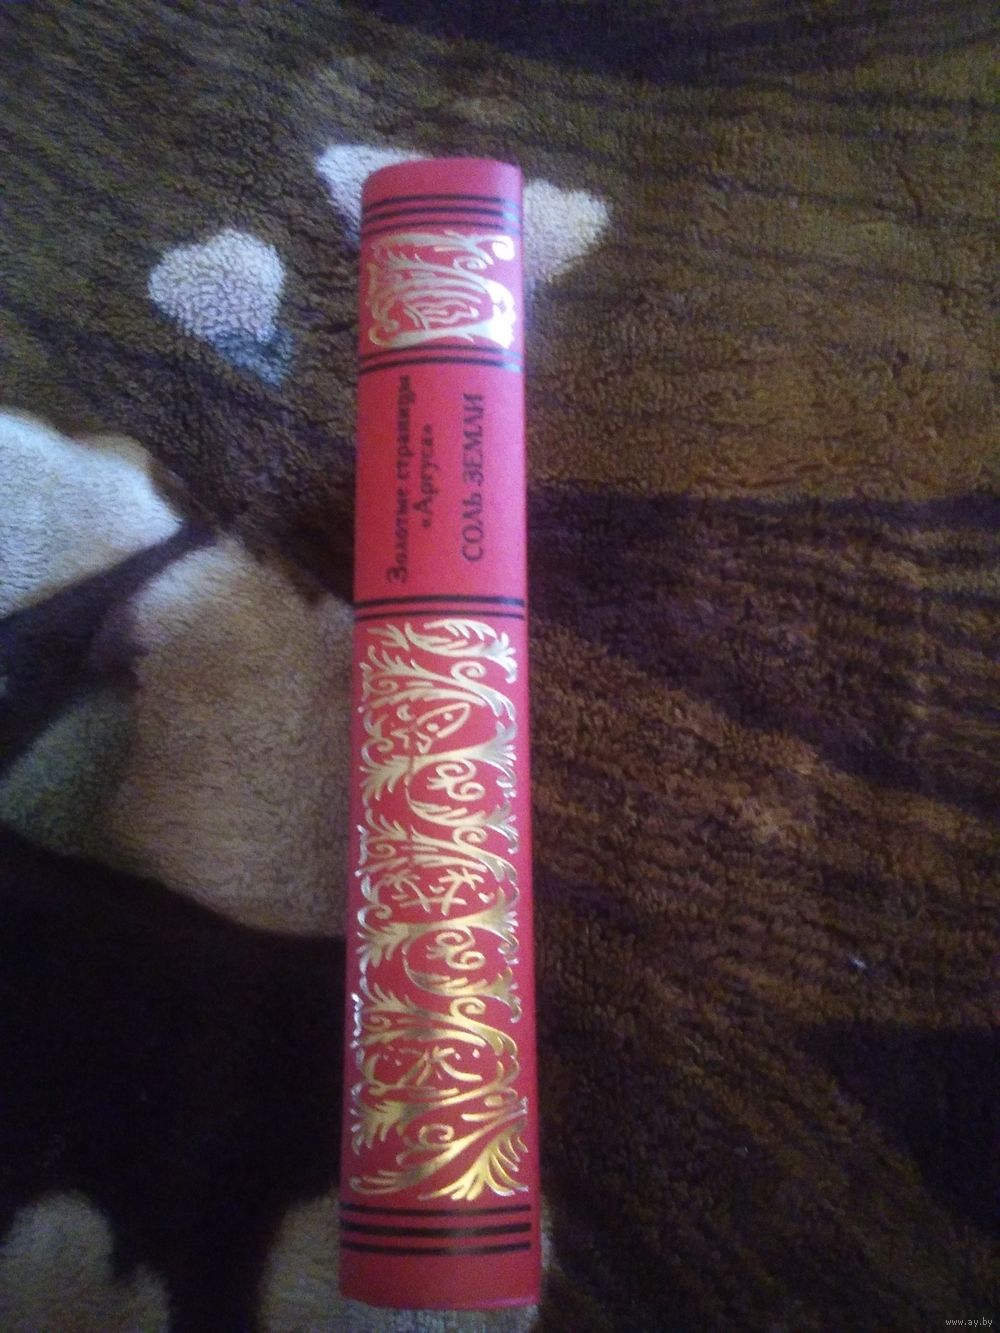 Золотые страницы
«Аргуса»
СОЛЬ ЗЕМЛИ
www.ay.by